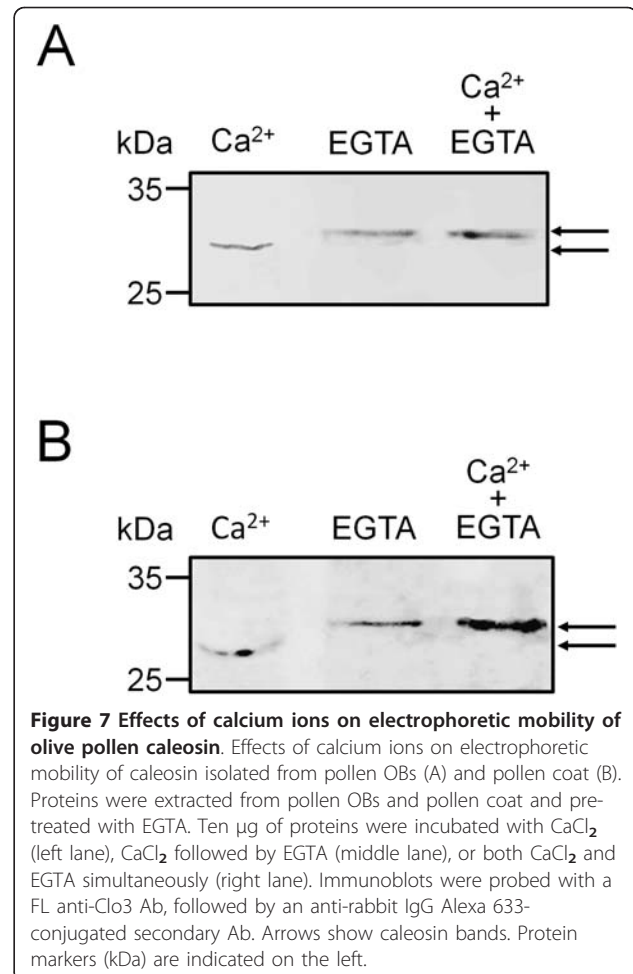 A
Ca²⁺
+
kDa Ca²⁺ EGTA EGTA
35
25
B
Ca²⁺
+
kDa Ca²⁺ EGTA EGTA
35
25
Figure 7 Effects of calcium ions on electrophoretic mobility of
olive pollen caleosin. Effects of calcium ions on electrophoretic
mobility of caleosin isolated from pollen OBs (A) and pollen coat (B).
Proteins were extracted from pollen OBs and pollen coat and pre-
treated with EGTA. Ten μg of proteins were incubated with CaCl₂
(left lane), CaCl₂ followed by EGTA (middle lane), or both CaCl₂ and
EGTA simultaneously (right lane). Immunoblots were probed with a
FL anti-Clo3 Ab, followed by an anti-rabbit IgG Alexa 633-
conjugated secondary Ab. Arrows show caleosin bands. Protein
markers (kDa) are indicated on the left.